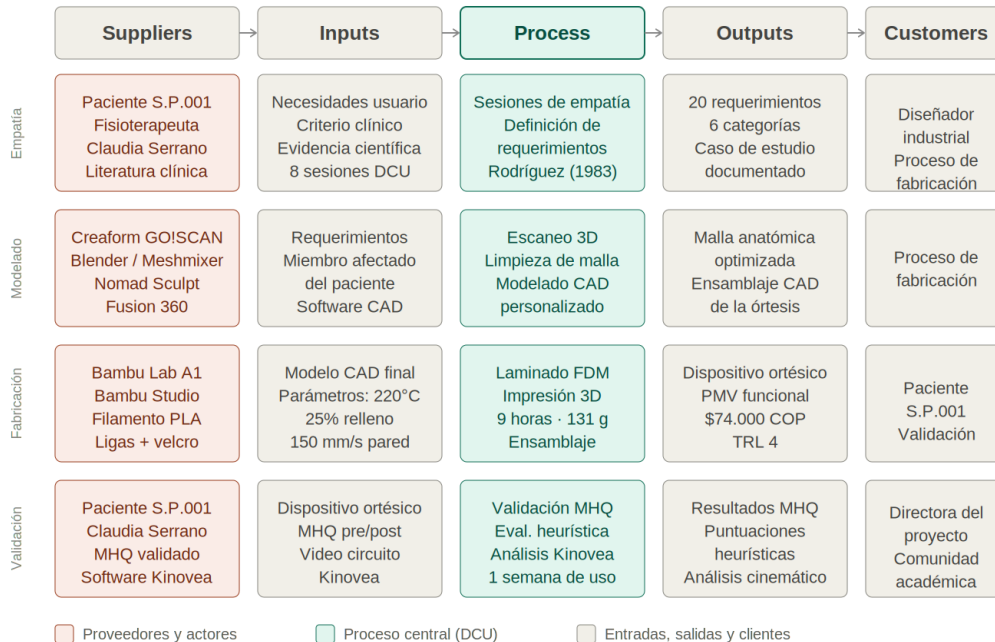 Suppliers
Inputs
Process
Outputs
Customers
Empatía
Paciente S.P.001
Fisioterapeuta
Claudia Serrano
Literatura clínica
Necesidades usuario
Criterio clínico
Evidencia científica
8 sesiones DCU
Sesiones de empatía
Definición de
requerimientos
Rodríguez (1983)
20 requerimientos
6 categorías
Caso de estudio
documentado
Diseñador
industrial
Proceso de
fabricación
Modelado
Creaform GO!SCAN
Blender / Meshmixer
Nomad Sculpt
Fusion 360
Requerimientos
Miembro afectado
del paciente
Software CAD
Escaneo 3D
Limpieza de malla
Modelado CAD
personalizado
Malla anatómica
optimizada
Ensamblaje CAD
de la órtesis
Proceso de
fabricación
Fabricación
Bambu Lab A1
Bambu Studio
Filamento PLA
Ligas + velcro
Modelo CAD final
Parámetros: 220°C
25% relleno
150 mm/s pared
Laminado FDM
Impresión 3D
9 horas · 131 g
Ensamblaje
Dispositivo ortésico
PMV funcional
$74.000 COP
TRL 4
Paciente
S.P.001
Validación
Validación
Paciente S.P.001
Claudia Serrano
MHQ validado
Software Kinovea
Dispositivo ortésico
MHQ pre/post
Video circuito
Kinovea
Validación MHQ
Eval. heurística
Análisis Kinovea
1 semana de uso
Resultados MHQ
Puntuaciones
heurísticas
Análisis cinemático
Directora del
proyecto
Comunidad
académica
Proveedores y actores
Proceso central (DCU)
Entradas, salidas y clientes